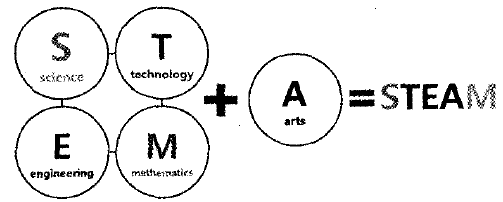 S
science
T
technology
E
engineering
M
mathematics
+
A
arts
=STEAM